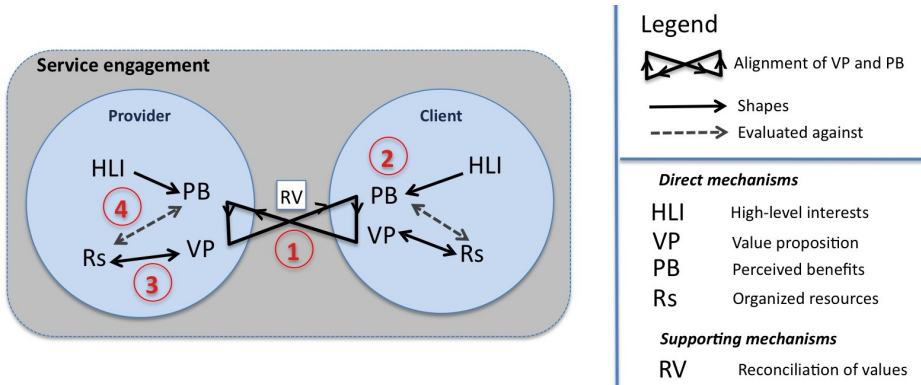 Service engagement
Provider
Client
HLI
PB
4
Rs
VP
3
RV
1
2
HLI
PB
VP
Rs
Legend
Alignment of VP and PB
Shapes
Evaluated against
Direct mechanisms
HLI High-level interests
VP Value proposition
PB Perceived benefits
Rs Organized resources
Supporting mechanisms
RV Reconciliation of values